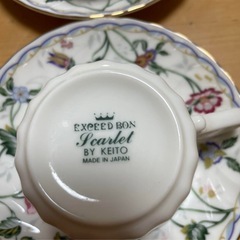 EXCEED BON
Scarlet
BY KEITO
MADE IN JAPAN